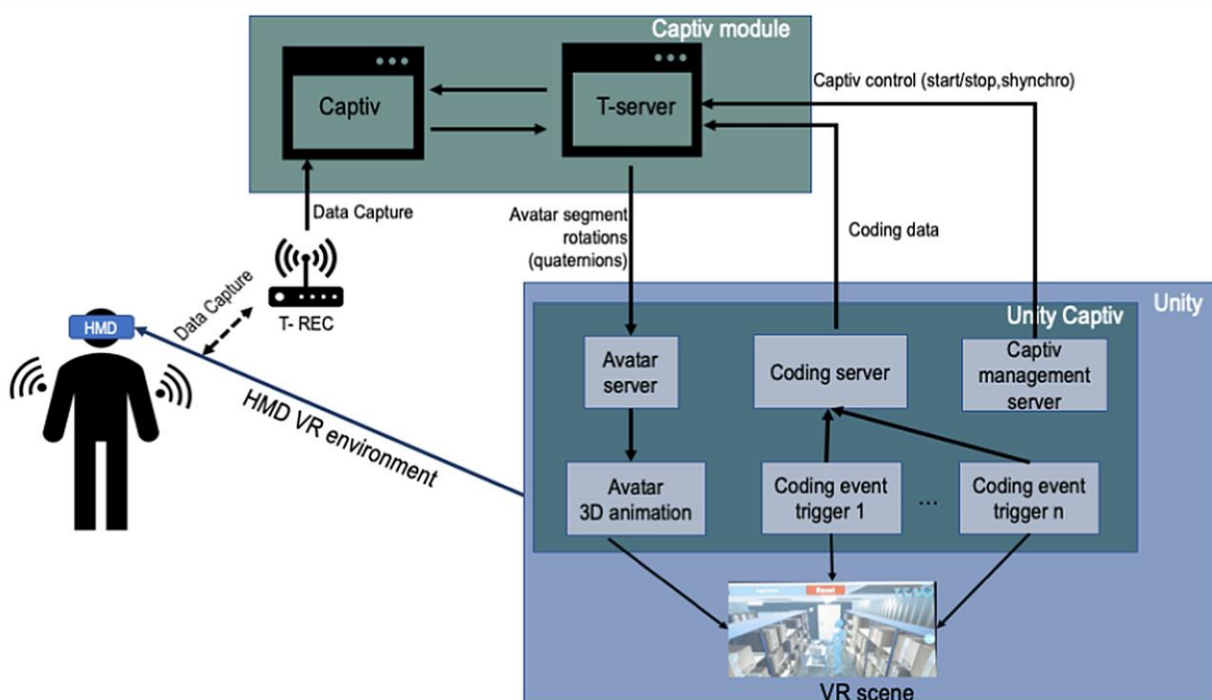 Captiv module
Captiv
T-server
Captiv control (start/stop,shynchro)
Data Capture
Avatar segment
rotations
(quaternions)
Coding data
Data Capture
T- REC
HMD
HMD VR environment
Unity
Unity Captiv
Avatar
server
Coding server
Captiv
management
server
Avatar
3D animation
Coding event
trigger 1
...
Coding event
trigger n
Reset
VR scene